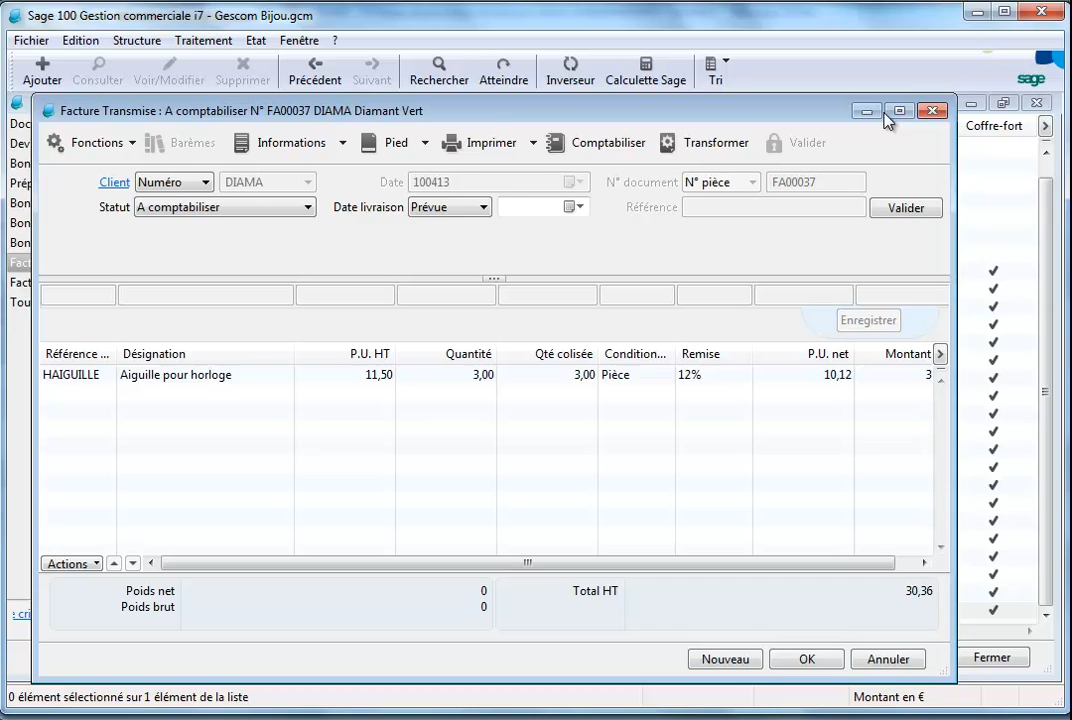 Sage 100 Gestion commerciale i7 - Gescom Bijou.gcm
Fichier Edition Structure Traitement Etat Fenêtre ?
Ajouter Consulter Voir/Modifier Supprimer Précédent Suivant Rechercher Atteindre Inverseur Calculette Sage Tri sage
Facture Transmise : A comptabiliser N° FA00037 DIAMA Diamant Vert
Doc Coffre-fort
Dev Fonctions Barèmes Informations Pied Imprimer Comptabiliser Transformer Valider
Bon
Prép Client Numéro DIAMA Date 100413 N° document N° pièce FA00037
Bon Statut A comptabiliser Date livraison Prévue Référence Valider
Bon
Bon
Fact
Fact
Tou
Enregistrer
Référence ... Désignation P.U. HT Quantité Qté colisée Condition... Remise P.U. net Montant
HAIGUILLE Aiguille pour horloge 11,50 3,00 3,00 Pièce 12% 10,12 3
Actions
Poids net 0 Total HT 30,36
Poids brut 0
e cri
Nouveau OK Annuler Fermer
0 élément sélectionné sur 1 élément de la liste Montant en €